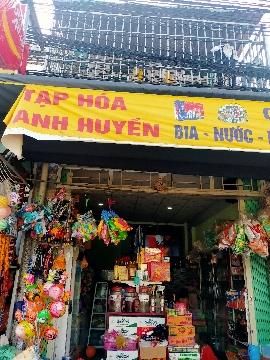 TẠP HÓA
ANH HUYỀN
BIA - NƯỚC -